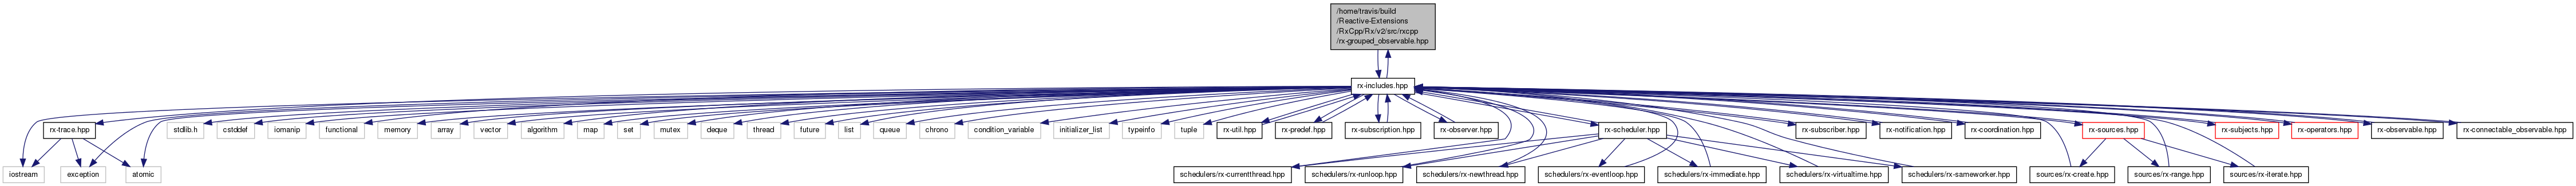 /home/travis/build
/Reactive-Extensions
/RxCpp/Rx/v2/src/rxcpp
/rx-grouped_observable.hpp
rx-includes.hpp
rx-trace.hpp
stdlib.h
cstddef
iomanip
functional
memory
array
vector
algorithm
map
set
mutex
deque
thread
future
list
queue
chrono
condition_variable
initializer_list
typeinfo
tuple
rx-util.hpp
rx-predef.hpp
rx-subscription.hpp
rx-observer.hpp
rx-scheduler.hpp
rx-subscriber.hpp
rx-notification.hpp
rx-coordination.hpp
rx-sources.hpp
rx-subjects.hpp
rx-operators.hpp
rx-observable.hpp
rx-connectable_observable.hpp
iostream
exception
atomic
schedulers/rx-currentthread.hpp
schedulers/rx-runloop.hpp
schedulers/rx-newthread.hpp
schedulers/rx-eventloop.hpp
schedulers/rx-immediate.hpp
schedulers/rx-virtualtime.hpp
schedulers/rx-sameworker.hpp
sources/rx-create.hpp
sources/rx-range.hpp
sources/rx-iterate.hpp